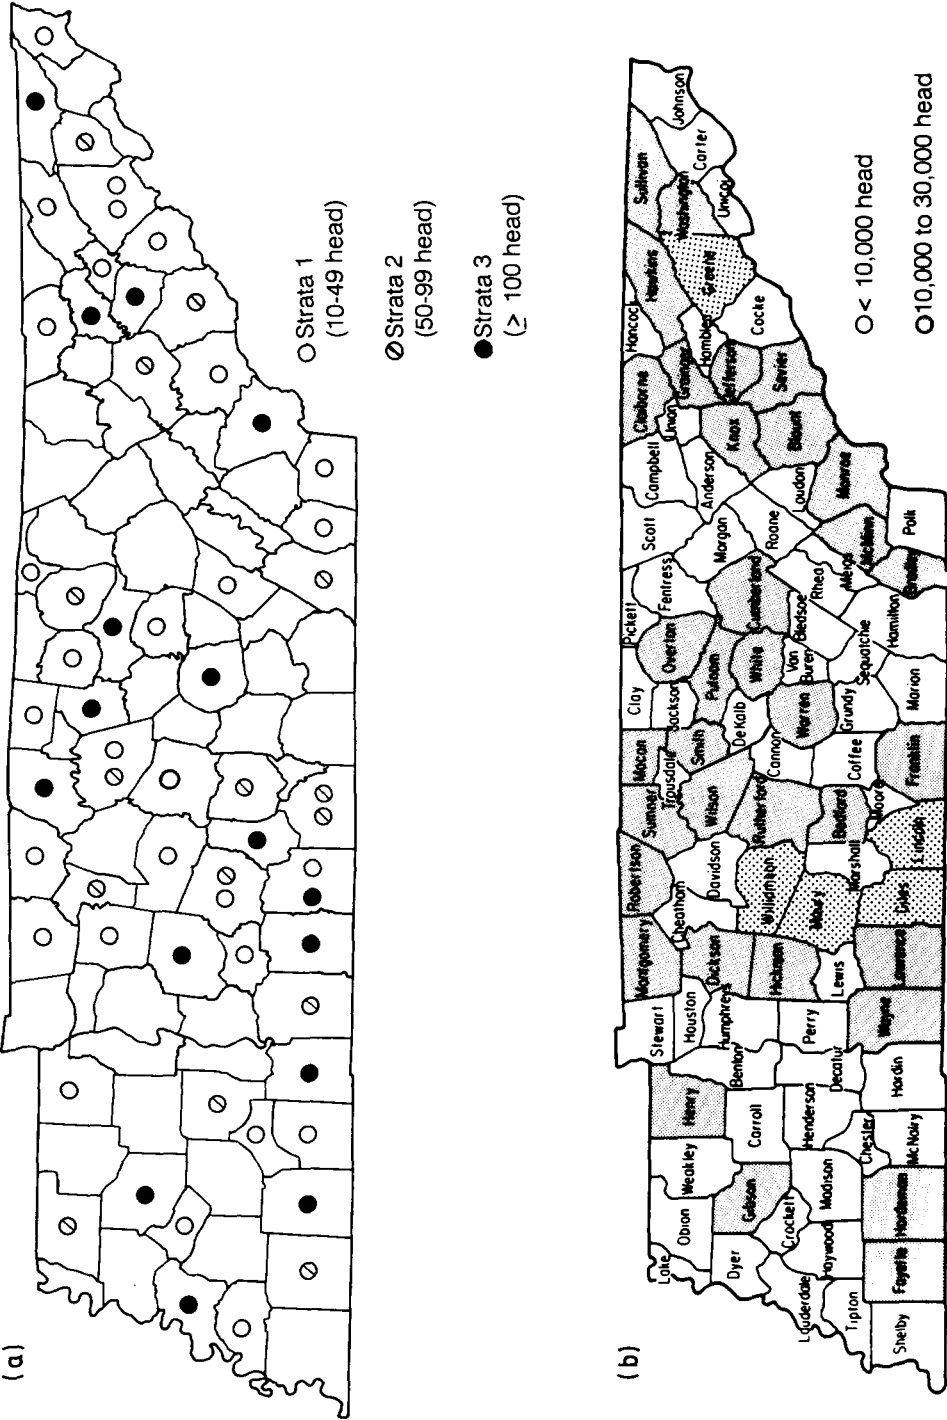 (a)
○ Strata 1
(10-49 head)
⊘ Strata 2
(50-99 head)
● Strata 3
(≥ 100 head)
(b)
Johnson
Carter
Sullivan
Washington
Unicoi
Greene
Hawkins
Hancock
Hamblen
Cocke
Claiborne
Grainger
Jefferson
Sevier
Union
Knox
Blount
Campbell
Anderson
Loudon
Monroe
Scott
Morgan
Roane
McMinn
Polk
Pickett
Fentress
Cumberland
Rhea
Meigs
Bradley
Overton
Putnam
White
Van
Buren
Bledsoe
Sequatchie
Hamilton
Clay
Jackson
DeKalb
Warren
Grundy
Marion
Macon
Trousdale
Smith
Cannon
Coffee
Franklin
Sumner
Wilson
Rutherford
Bedford
Moore
Lincoln
Robertson
Davidson
Williamson
Marshall
Maury
Giles
Cheatham
Montgomery
Dickson
Hickman
Lewis
Lawrence
Stewart
Houston
Humphreys
Perry
Wayne
Benton
Decatur
Hardin
Henry
Carroll
Henderson
Chester
McNairy
Weakley
Gibson
Madison
Hardeman
Obion
Crockett
Haywood
Fayette
Lake
Dyer
Lauderdale
Tipton
Shelby
○ < 10,000 head
○ 10,000 to 30,000 head